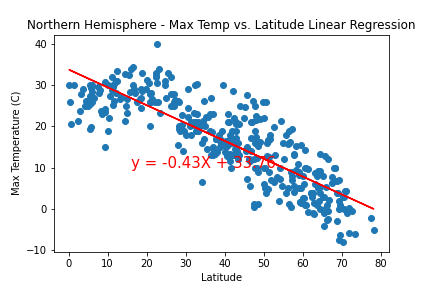 Northern Hemisphere - Max Temp vs. Latitude Linear Regression
40
30
20
10
0
−10
Max Temperature (C)
y = -0.43X + 33.76
0 10 20 30 40 50 60 70 80
Latitude